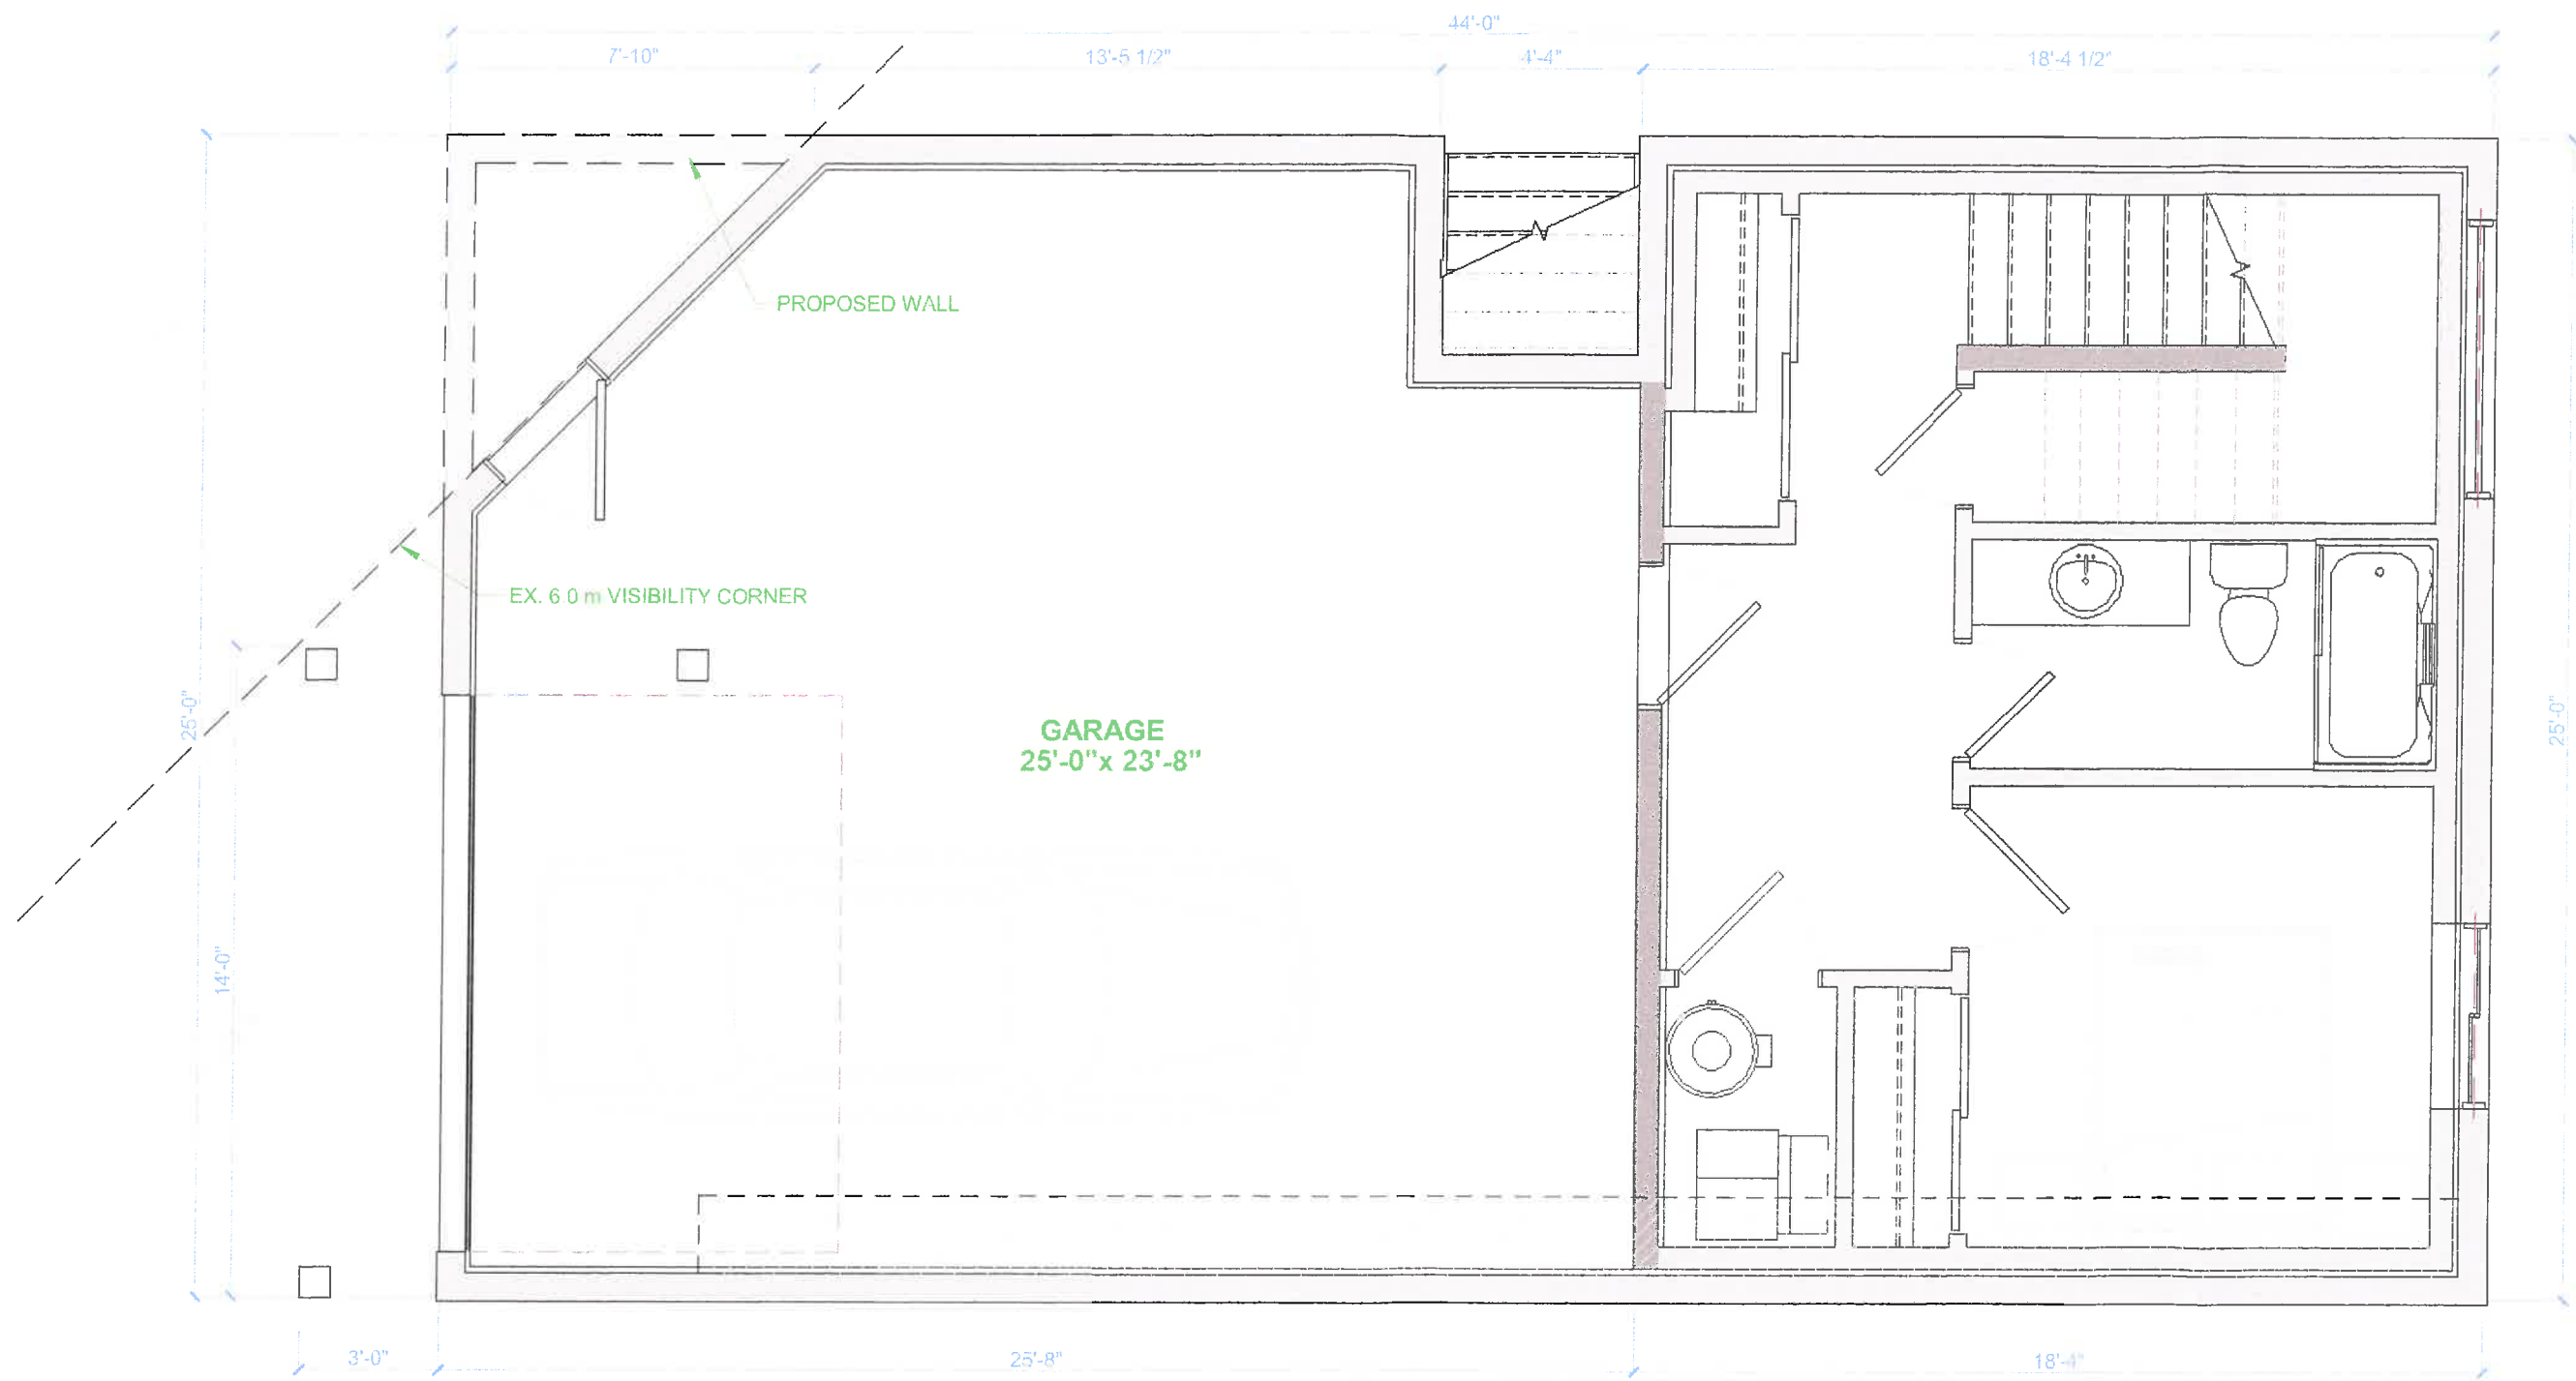 44'-0"
7'-10"
13'-5 1/2"
4'-4"
18'-4 1/2"
PROPOSED WALL
EX. 6.0 m VISIBILITY CORNER
25'-0"
GARAGE
25'-0"x 23'-8"
25'-0"
14'-0"
3'-0"
25'-8"
18'-4"